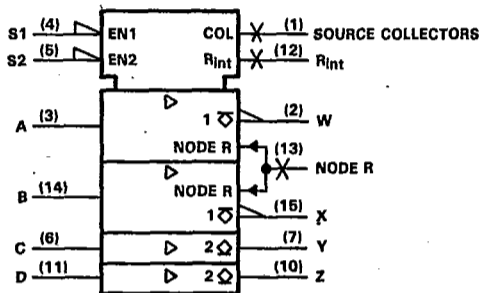 S1 (4) EN1 COL (1) SOURCE COLLECTORS
S2 (5) EN2 Rint (12) Rint
A (3) 1 (2) W
NODE R (13) NODE R
B (14) NODE R
1 (15) X
C (6) 2 (7) Y
D (11) 2 (10) Z